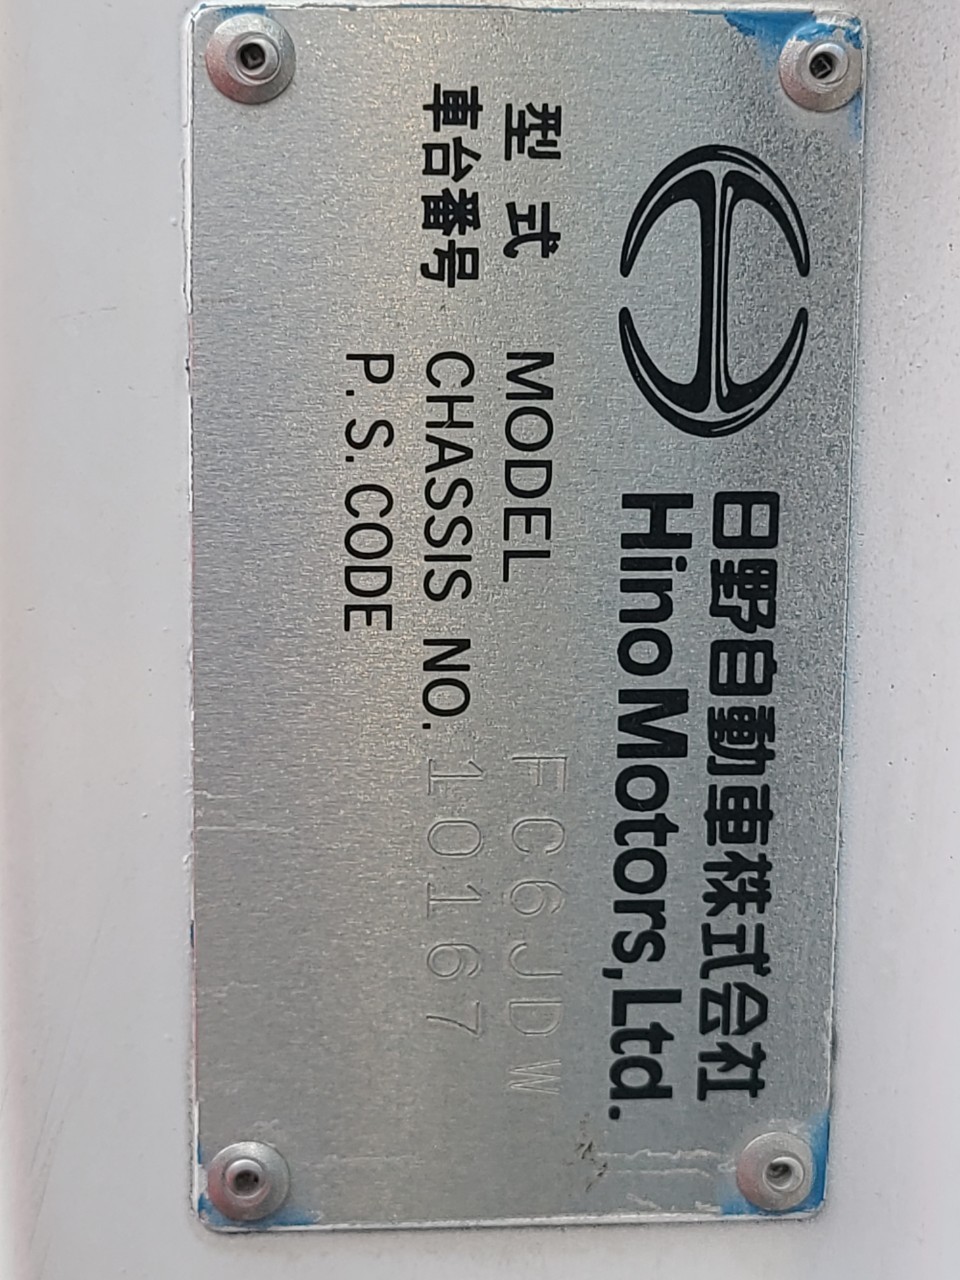 日野自動車株式会社
Hino Motors, Ltd.
型式 MODEL FC6JDW
車台番号 CHASSIS NO. 101167
P.S.CODE